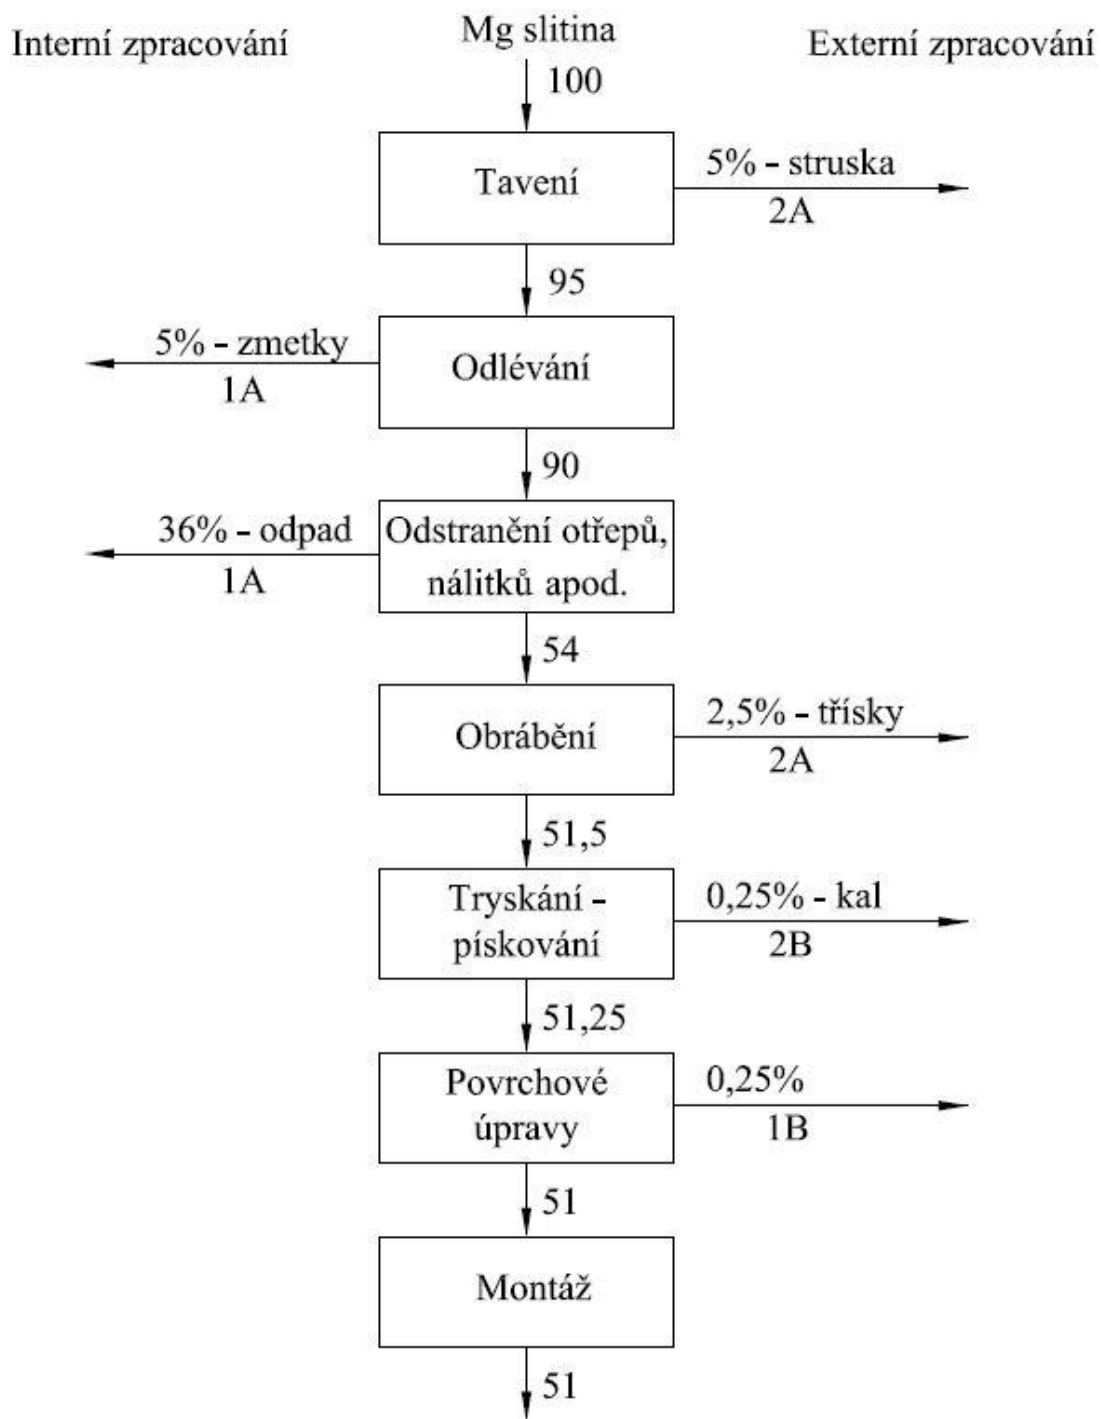 Interní zpracování
Mg slitina
Externí zpracování
100
Tavení
5% - struska
2A
95
5% - zmetky
1A
Odlévání
90
36% - odpad
1A
Odstranění otřepů,
nálitků apod.
54
Obrábění
2,5% - třísky
2A
51,5
Tryskání -
pískování
0,25% - kal
2B
51,25
Povrchové
úpravy
0,25%
1B
51
Montáž
51